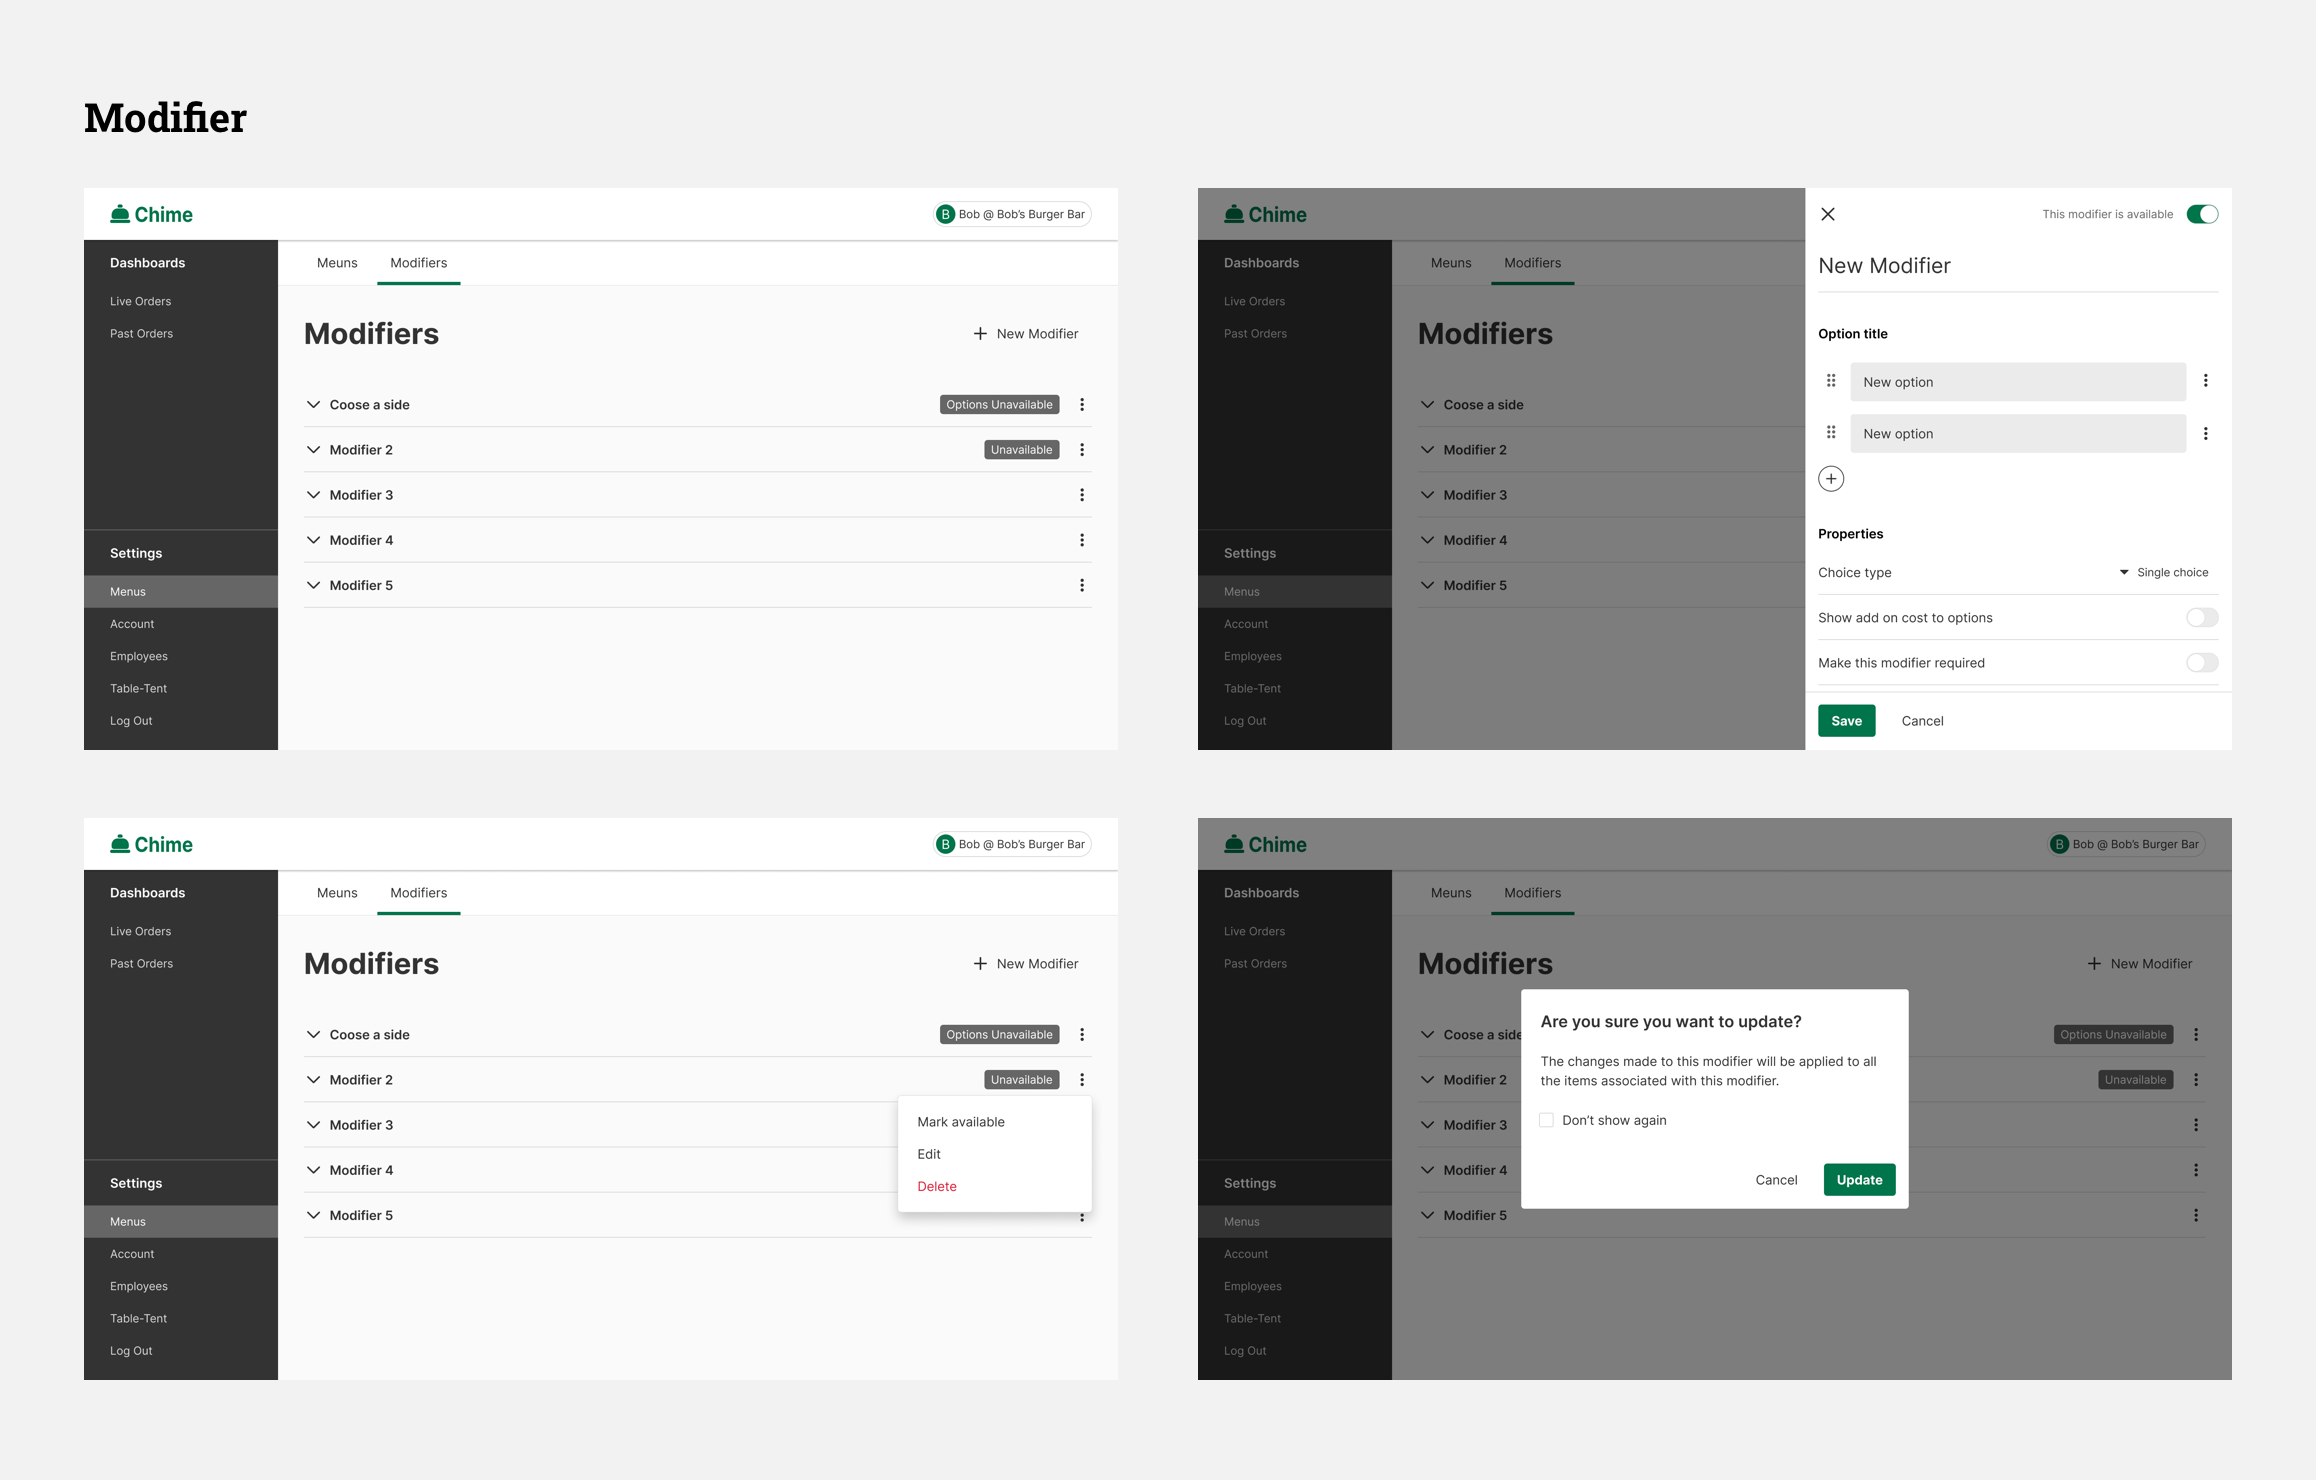 Modifier
Chime
B Bob @ Bob's Burger Bar
Dashboards
Live Orders
Past Orders
Settings
Menus
Account
Employees
Table-Tent
Log Out
Meuns Modifiers
Modifiers
New Modifier
Coose a side Options Unavailable
Modifier 2 Unavailable
Modifier 3
Modifier 4
Modifier 5
Chime
Dashboards
Live Orders
Past Orders
Settings
Menus
Account
Employees
Table-Tent
Log Out
Meuns Modifiers
Modifiers
Coose a side
Modifier 2
Modifier 3
Modifier 4
Modifier 5
This modifier is available
New Modifier
Option title
New option
New option
Properties
Choice type Single choice
Show add on cost to options
Make this modifier required
Save Cancel
Chime
B Bob @ Bob's Burger Bar
Dashboards
Live Orders
Past Orders
Settings
Menus
Account
Employees
Table-Tent
Log Out
Meuns Modifiers
Modifiers
New Modifier
Coose a side Options Unavailable
Modifier 2 Unavailable
Modifier 3
Modifier 4
Modifier 5
Mark available
Edit
Delete
Chime
B Bob @ Bob's Burger Bar
Dashboards
Live Orders
Past Orders
Settings
Menus
Account
Employees
Table-Tent
Log Out
Meuns Modifiers
Modifiers
New Modifier
Coose a side Options Unavailable
Modifier 2 Unavailable
Modifier 3
Modifier 4
Modifier 5
Are you sure you want to update?
The changes made to this modifier will be applied to all
the items associated with this modifier.
Don't show again
Cancel Update